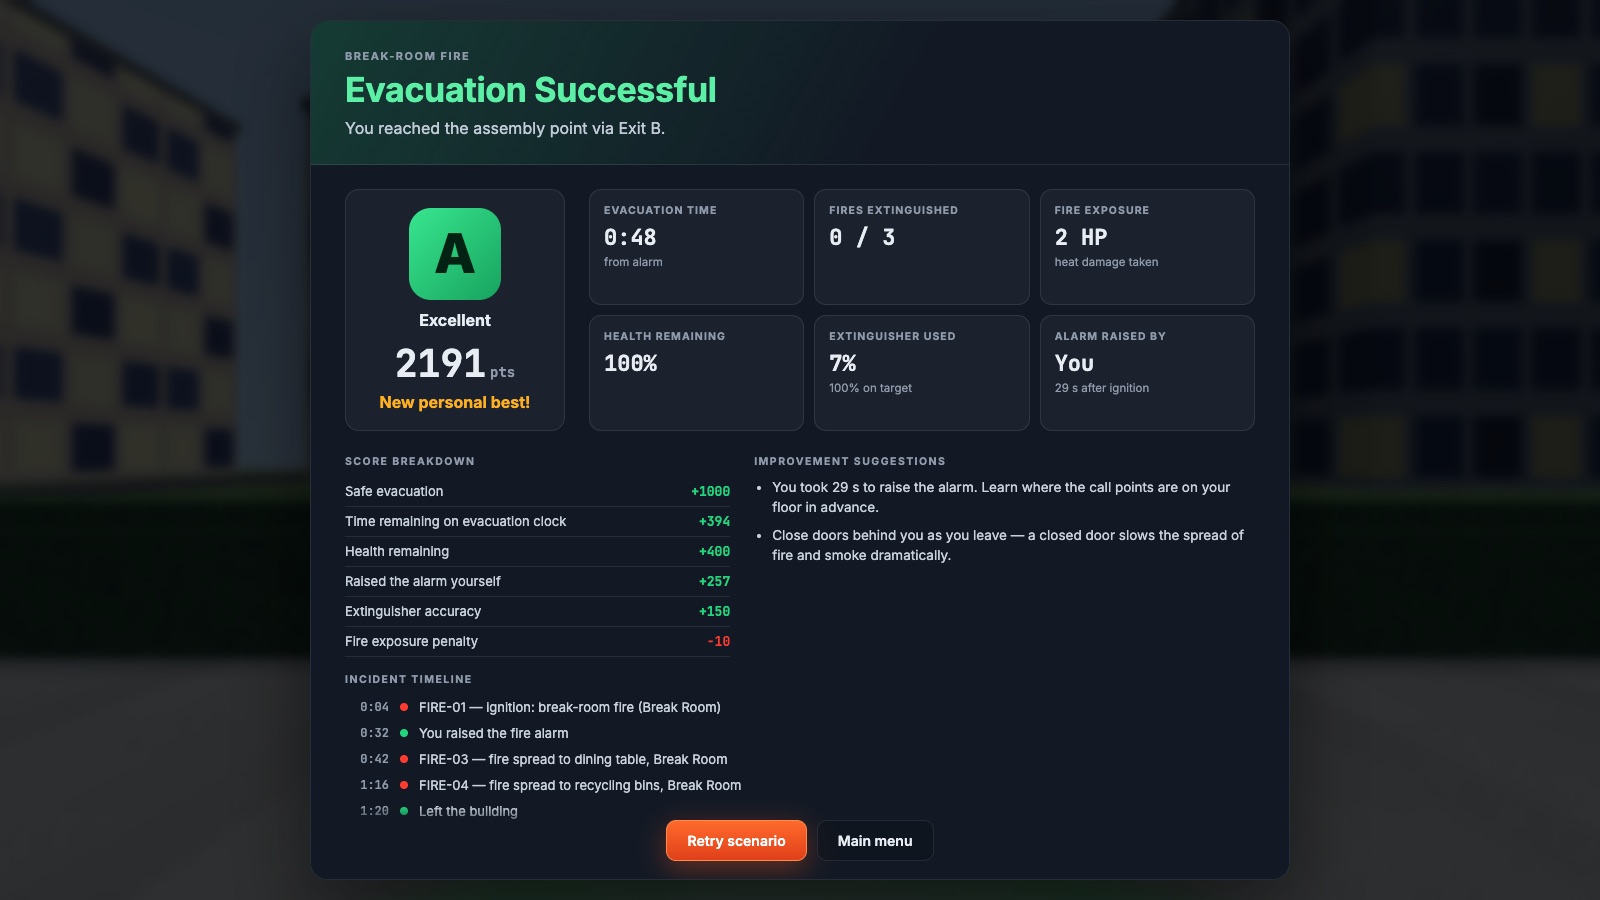 BREAK-ROOM FIRE
Evacuation Successful
You reached the assembly point via Exit B.
A
Excellent
2191 pts
New personal best!
EVACUATION TIME
0:48
from alarm
FIRES EXTINGUISHED
0 / 3
FIRE EXPOSURE
2 HP
heat damage taken
HEALTH REMAINING
100%
EXTINGUISHER USED
7%
100% on target
ALARM RAISED BY
You
29 s after ignition
SCORE BREAKDOWN
Safe evacuation +1000
Time remaining on evacuation clock +394
Health remaining +400
Raised the alarm yourself +257
Extinguisher accuracy +150
Fire exposure penalty -10
IMPROVEMENT SUGGESTIONS
• You took 29 s to raise the alarm. Learn where the call points are on your
floor in advance.
• Close doors behind you as you leave — a closed door slows the spread of
fire and smoke dramatically.
INCIDENT TIMELINE
0:04 FIRE-01 — ignition: break-room fire (Break Room)
0:32 You raised the fire alarm
0:42 FIRE-03 — fire spread to dining table, Break Room
1:16 FIRE-04 — fire spread to recycling bins, Break Room
1:20 Left the building
Retry scenario
Main menu